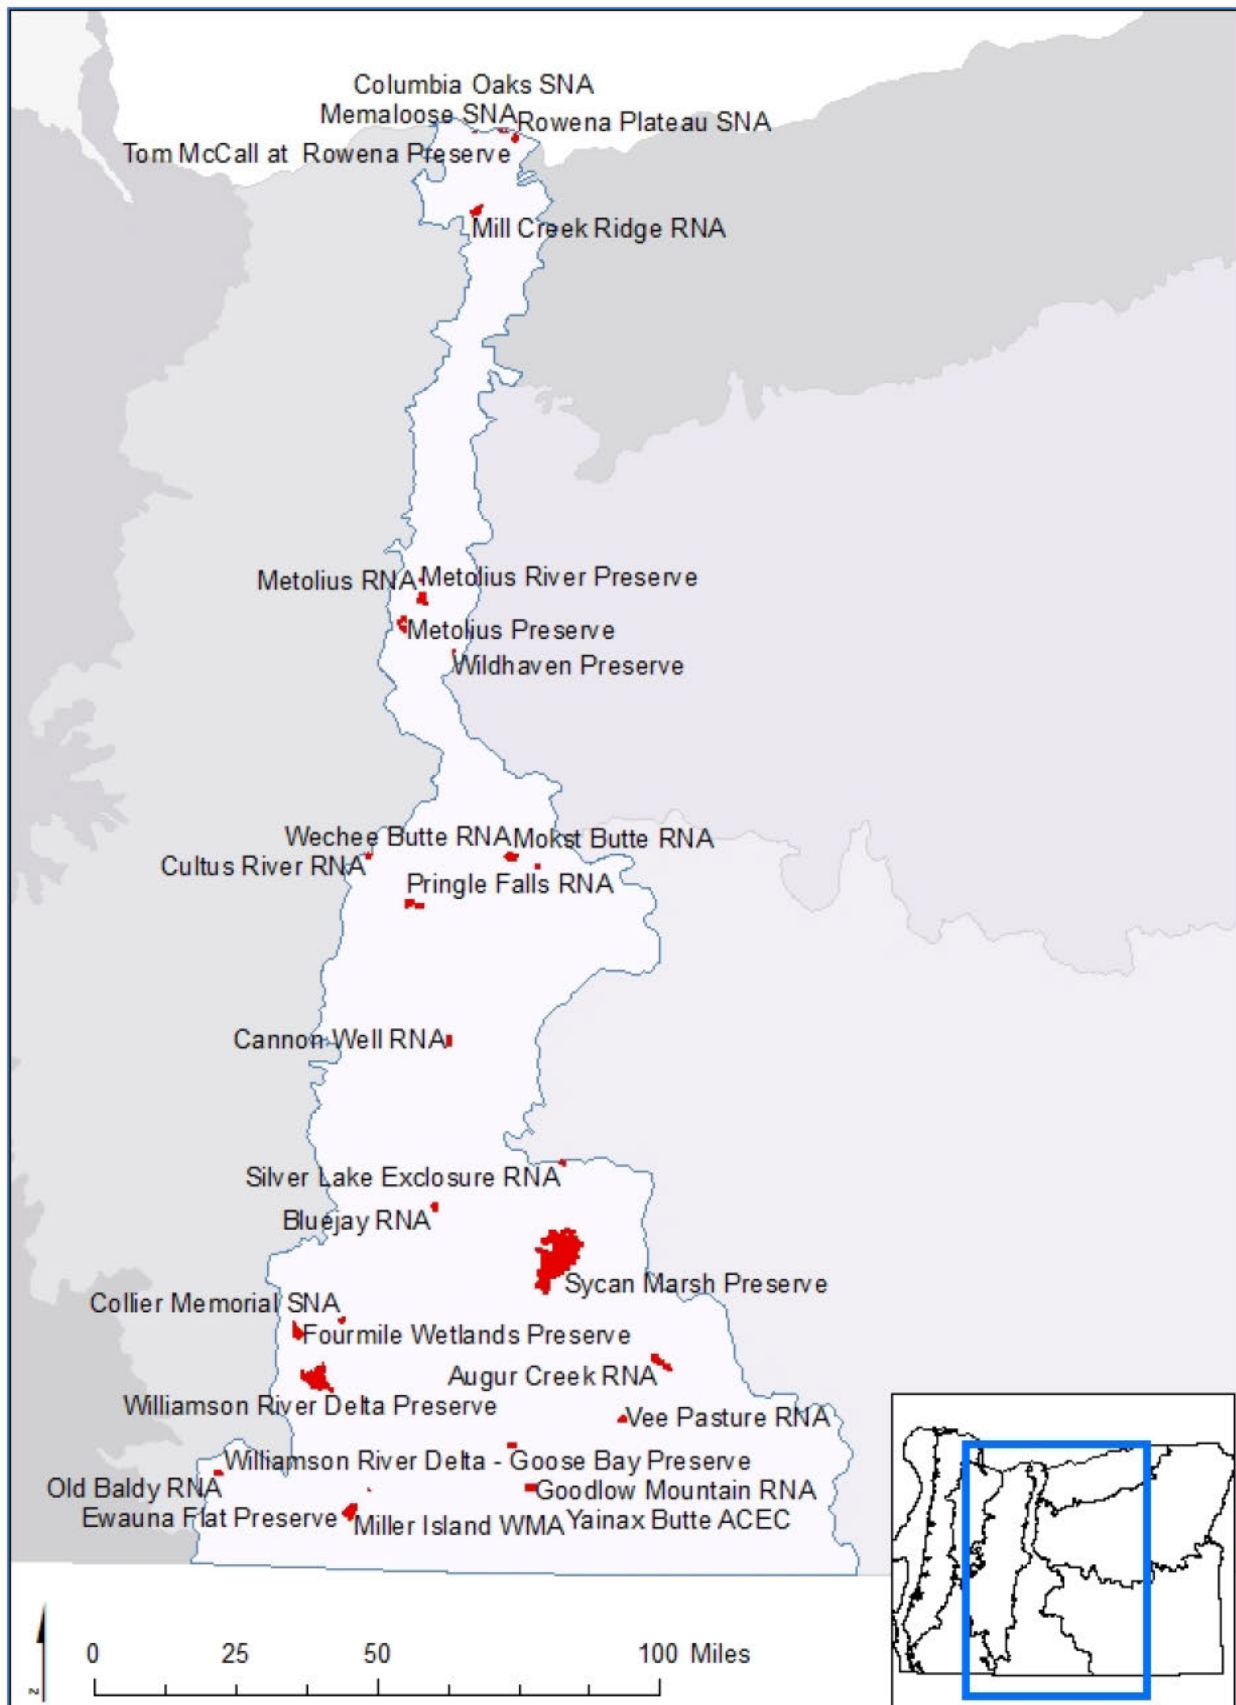 Columbia Oaks SNA
Memaloose SNA
Rowena Plateau SNA
Tom McCall at Rowena Preserve
Mill Creek Ridge RNA
Metolius RNA
Metolius River Preserve
Metolius Preserve
Wildhaven Preserve
Wechee Butte RNA
Mokst Butte RNA
Cultus River RNA
Pringle Falls RNA
Cannon Well RNA
Silver Lake Exclosure RNA
Bluejay RNA
Sycan Marsh Preserve
Collier Memorial SNA
Fourmile Wetlands Preserve
Augur Creek RNA
Williamson River Delta Preserve
Vee Pasture RNA
Williamson River Delta - Goose Bay Preserve
Old Baldy RNA
Goodlow Mountain RNA
Ewauna Flat Preserve
Miller Island WMA
Yainax Butte ACEC
0 25 50 100 Miles
N